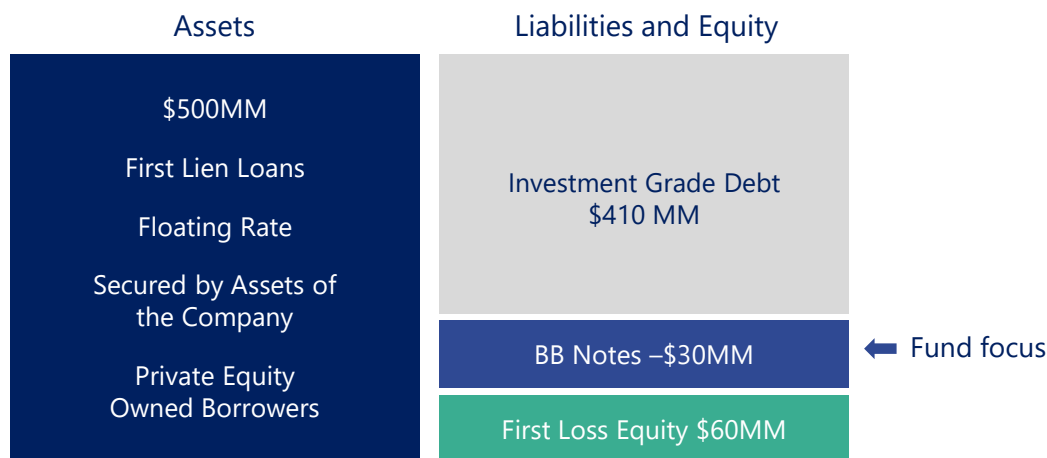 Assets
$500MM
First Lien Loans
Floating Rate
Secured by Assets of
the Company
Private Equity
Owned Borrowers
Liabilities and Equity
Investment Grade Debt
$410 MM
BB Notes –$30MM
Fund focus
First Loss Equity $60MM